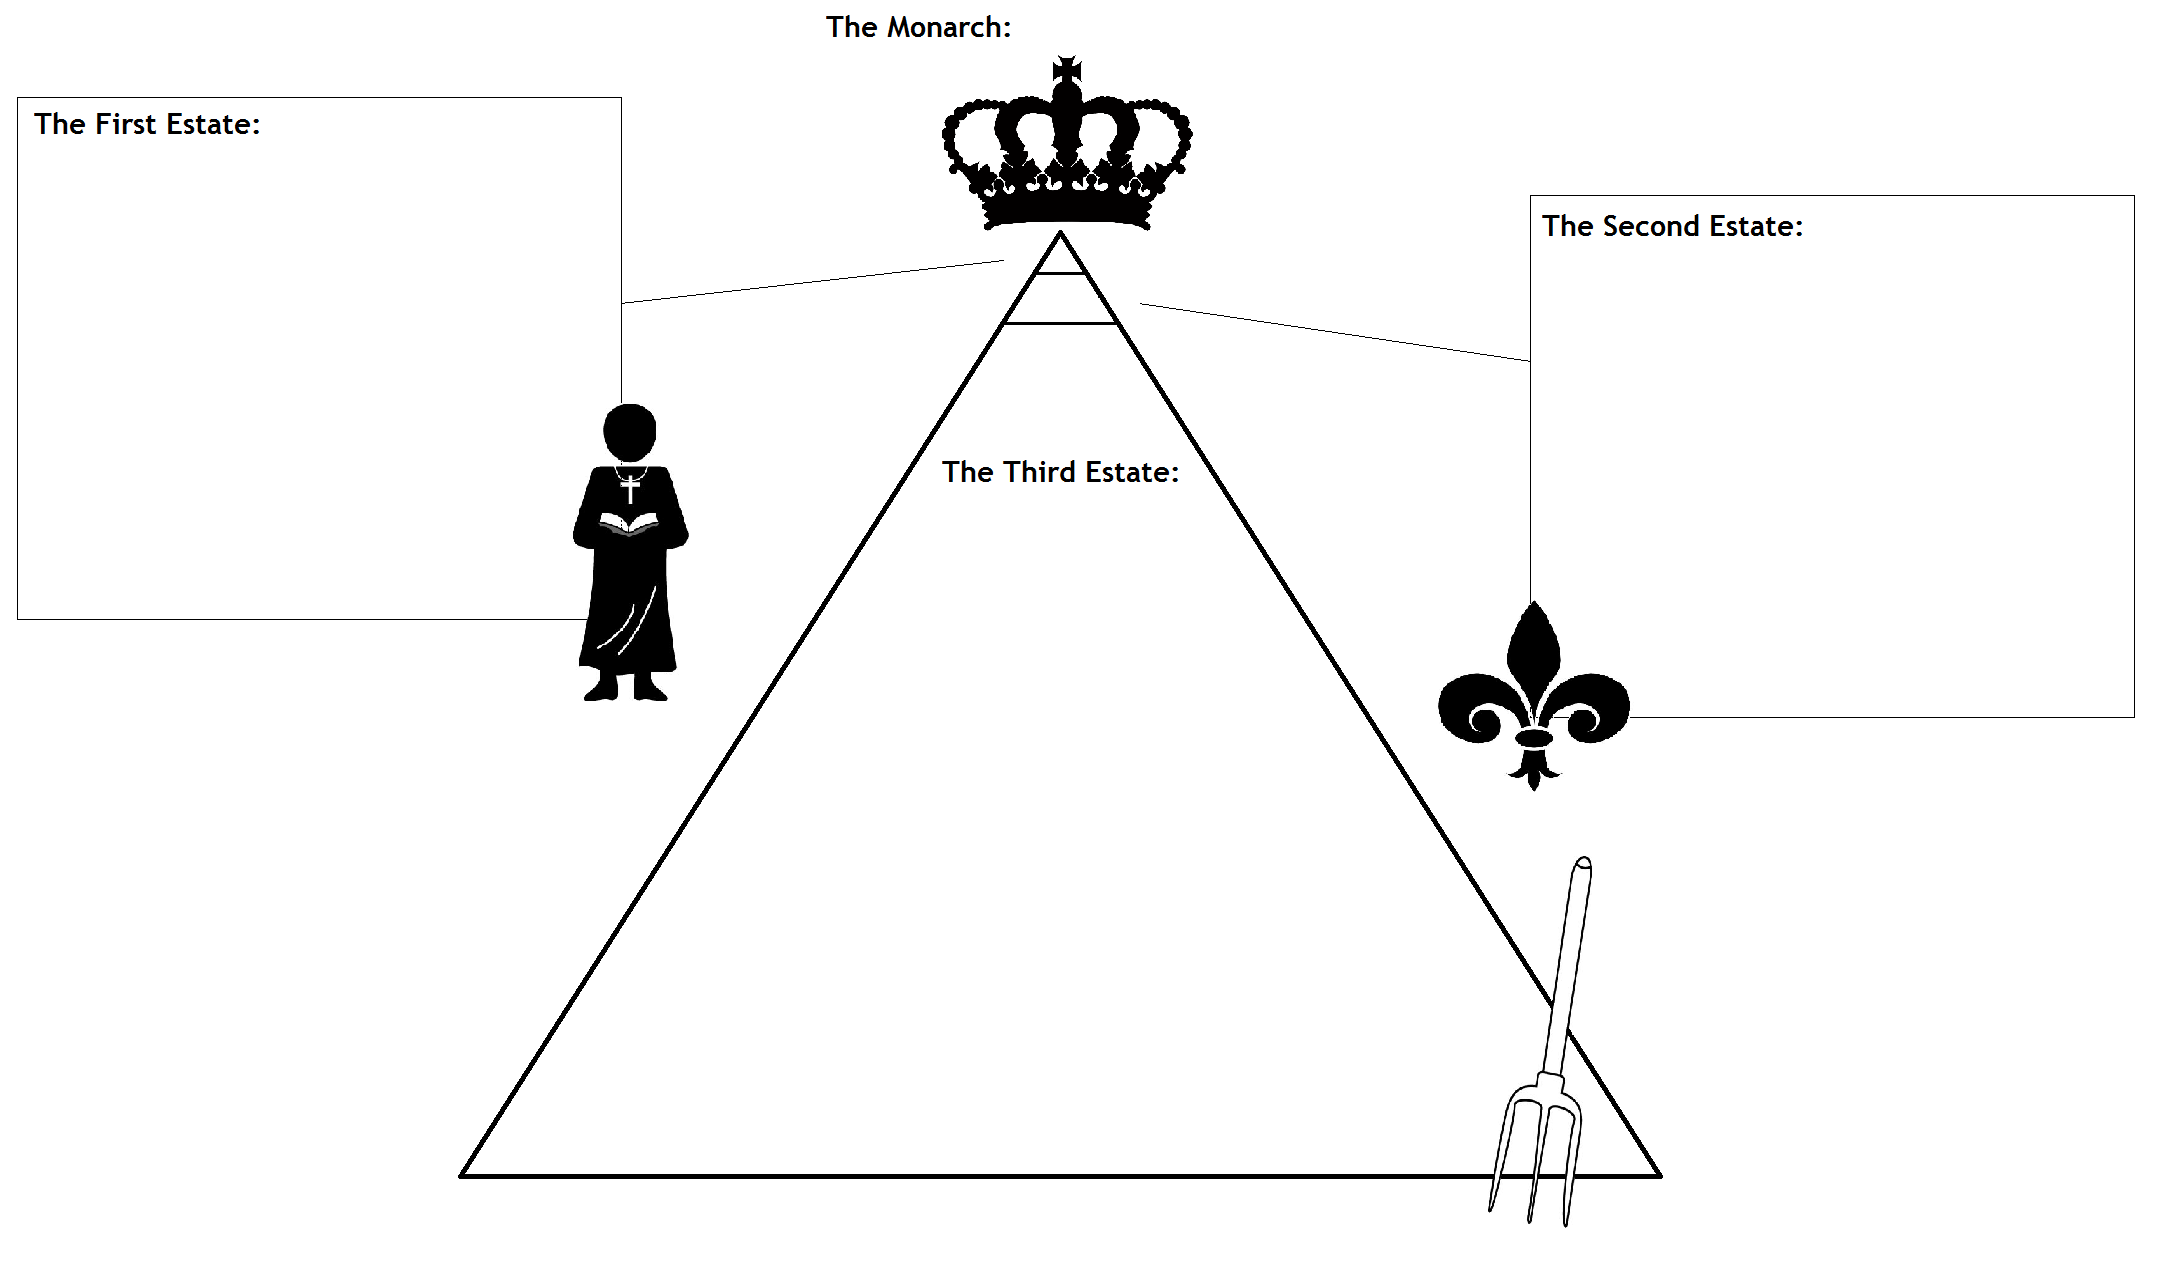 The Monarch:
The First Estate:
The Second Estate:
The Third Estate: